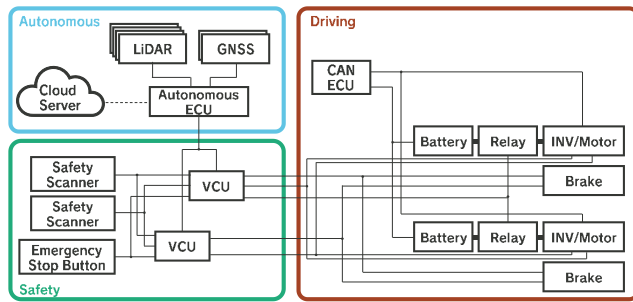 Autonomous
LiDAR
GNSS
Cloud
Server
Autonomous
ECU
Safety
Scanner
Safety
Scanner
Emergency
Stop Button
VCU
VCU
Safety
Driving
CAN
ECU
Battery
Relay
INV/Motor
Brake
Battery
Relay
INV/Motor
Brake